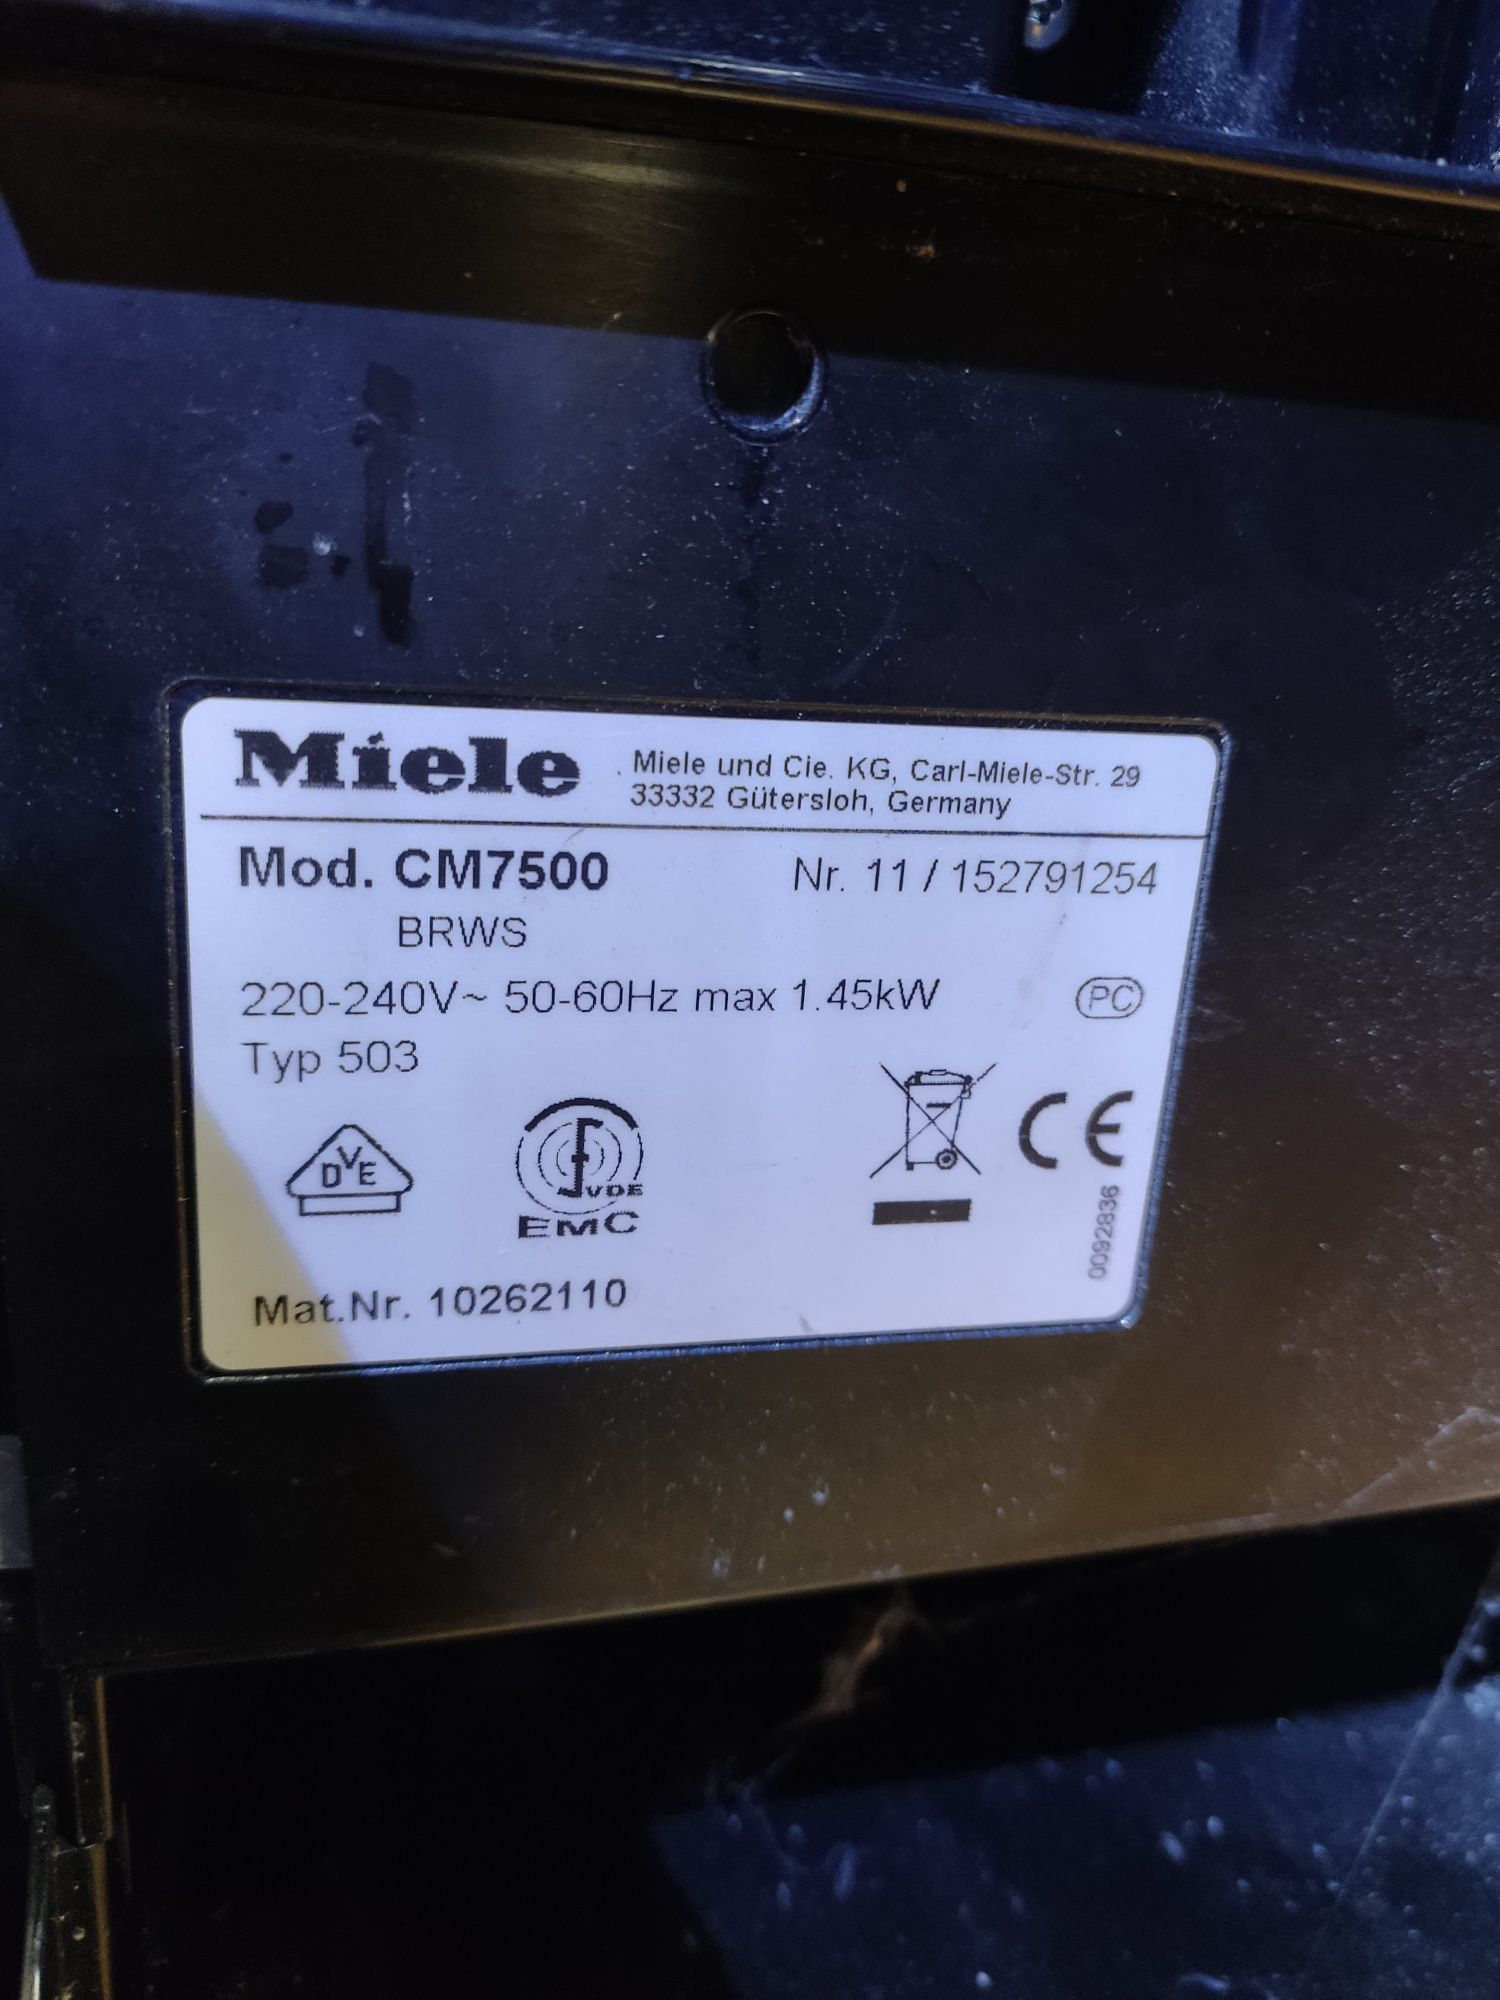 Miele
Miele und Cie. KG, Carl-Miele-Str. 29
33332 Gütersloh, Germany
Mod. CM7500
Nr. 11 / 152791254
BRWS
220-240V~ 50-60Hz max 1.45kW
PC
Typ 503
DVE
VDE
EMC
CE
0092836
Mat.Nr. 10262110